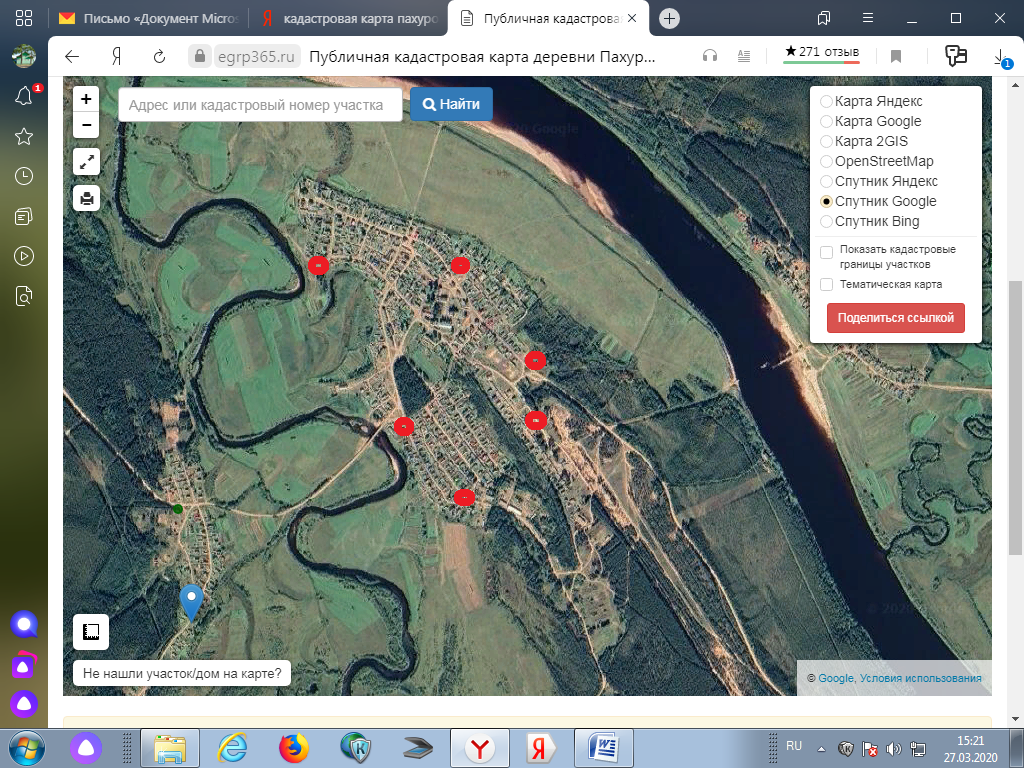 Письмо «Документ Micros
кадастровая карта пахуро
Публичная кадастрова
egrp365.ru
Публичная кадастровая карта деревни Пахур...
★271 отзыв
1
1
+
Адрес или кадастровый номер участка
Найти
−
Карта Яндекс
Карта Google
Карта 2GIS
OpenStreetMap
Спутник Яндекс
Спутник Google
Спутник Bing
Показать кадастровые
границы участков
Тематическая карта
Поделиться ссылкой
Не нашли участок/дом на карте?
© Google, Условия использования
RU
15:21
27.03.2020